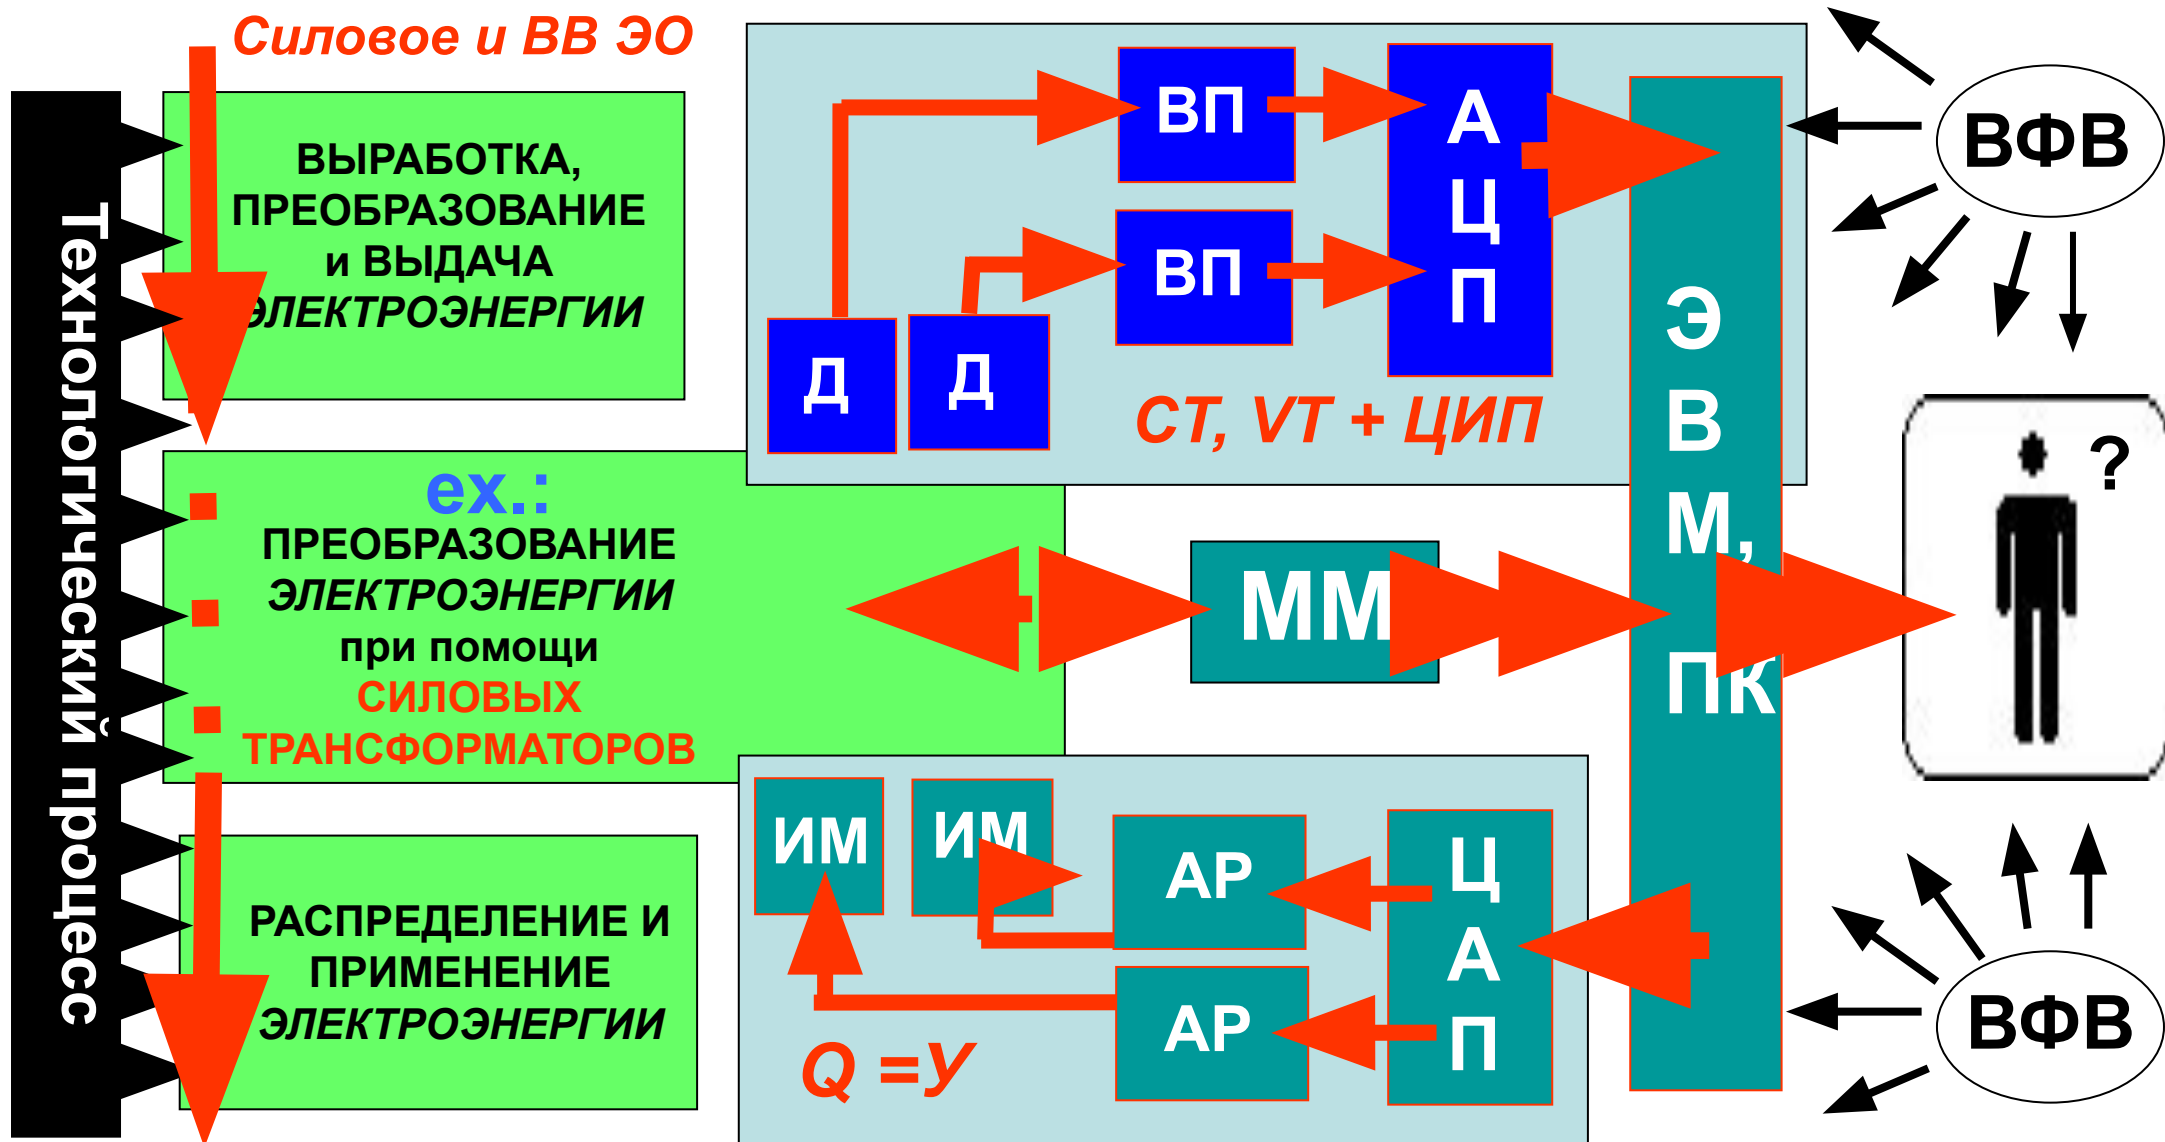 Силовое и ВВ ЭО
Технологический процесс
ВЫРАБОТКА,
ПРЕОБРАЗОВАНИЕ
и ВЫДАЧА
ЭЛЕКТРОЭНЕРГИИ
ex.:
ПРЕОБРАЗОВАНИЕ
ЭЛЕКТРОЭНЕРГИИ
при помощи
СИЛОВЫХ
ТРАНСФОРМАТОРОВ
РАСПРЕДЕЛЕНИЕ И
ПРИМЕНЕНИЕ
ЭЛЕКТРОЭНЕРГИИ
ВП
ВП
Д
Д
А
Ц
П
СТ, VT + ЦИП
ММ
Э
В
М,
ПК
ИМ
ИМ
АР
АР
Ц
А
П
Q =У
ВФВ
?
ВФВ